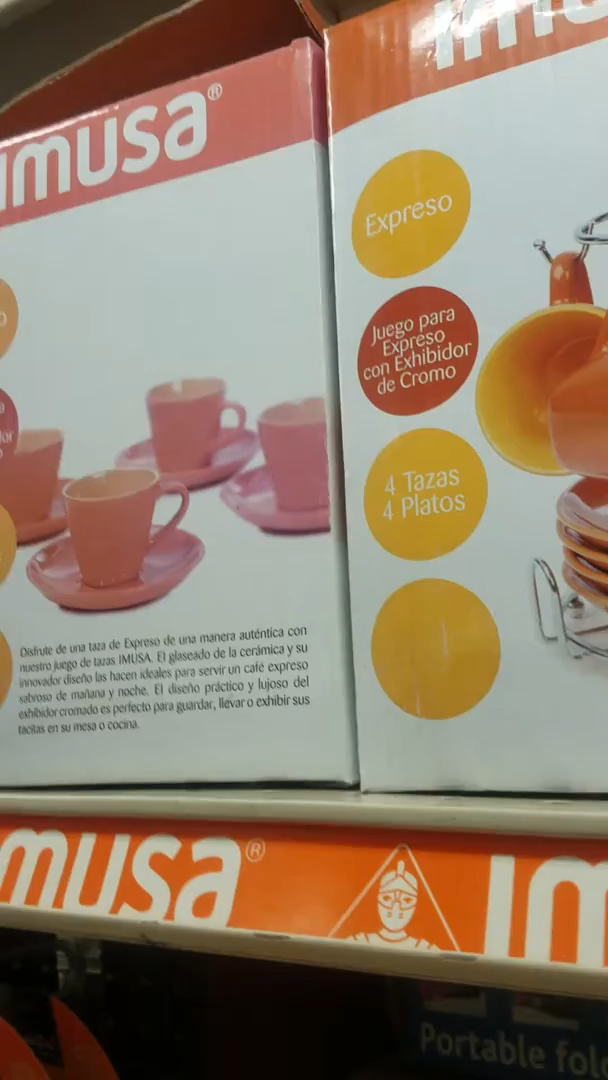 IMUSA®
Disfrute de una taza de Expreso de una manera auténtica con
nuestro juego de tazas IMUSA. El glaseado de la cerámica y su
innovador diseño las hacen ideales para servir un café expreso
sabroso de mañana y noche. El diseño práctico y lujoso del
exhibidor cromado es perfecto para guardar, llevar o exhibir sus
tacitas en su mesa o cocina.
Expreso
Juego para
Expreso
con Exhibidor
de Cromo
4 Tazas
4 Platos
IMUSA®
Portable